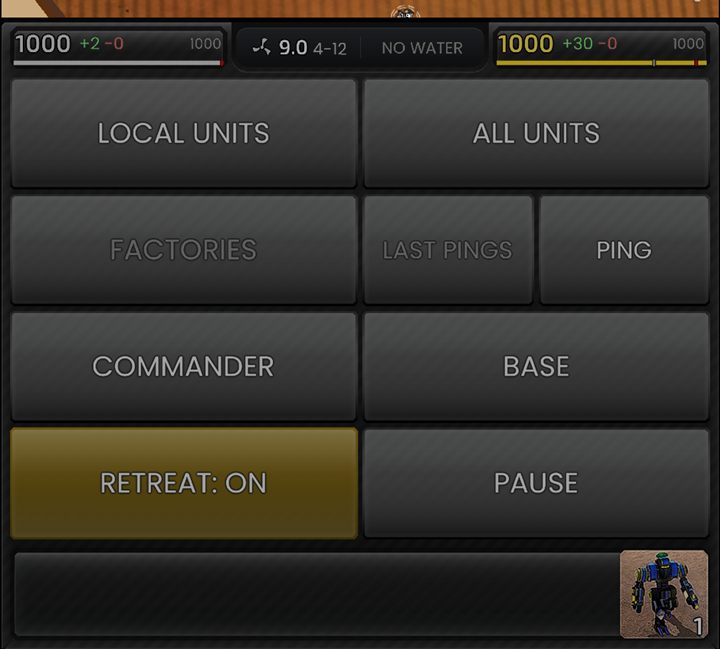 1000 +2 -0 1000
9.0 4-12 NO WATER
1000 +30 -0 1000
LOCAL UNITS
ALL UNITS
FACTORIES
LAST PINGS
PING
COMMANDER
BASE
RETREAT: ON
PAUSE
1